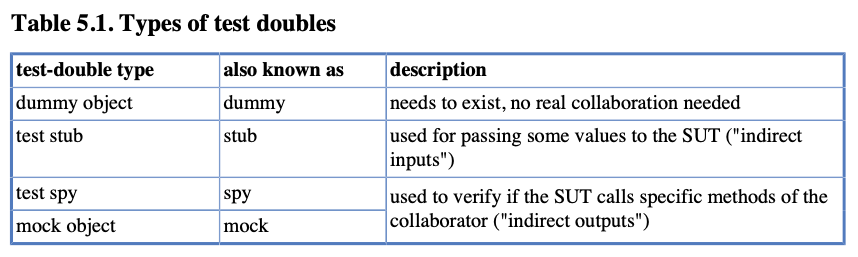 Table 5.1. Types of test doubles
test-double type also known as description
dummy object dummy needs to exist, no real collaboration needed
test stub stub used for passing some values to the SUT ("indirect
inputs")
test spy spy used to verify if the SUT calls specific methods of the
mock object mock collaborator ("indirect outputs")